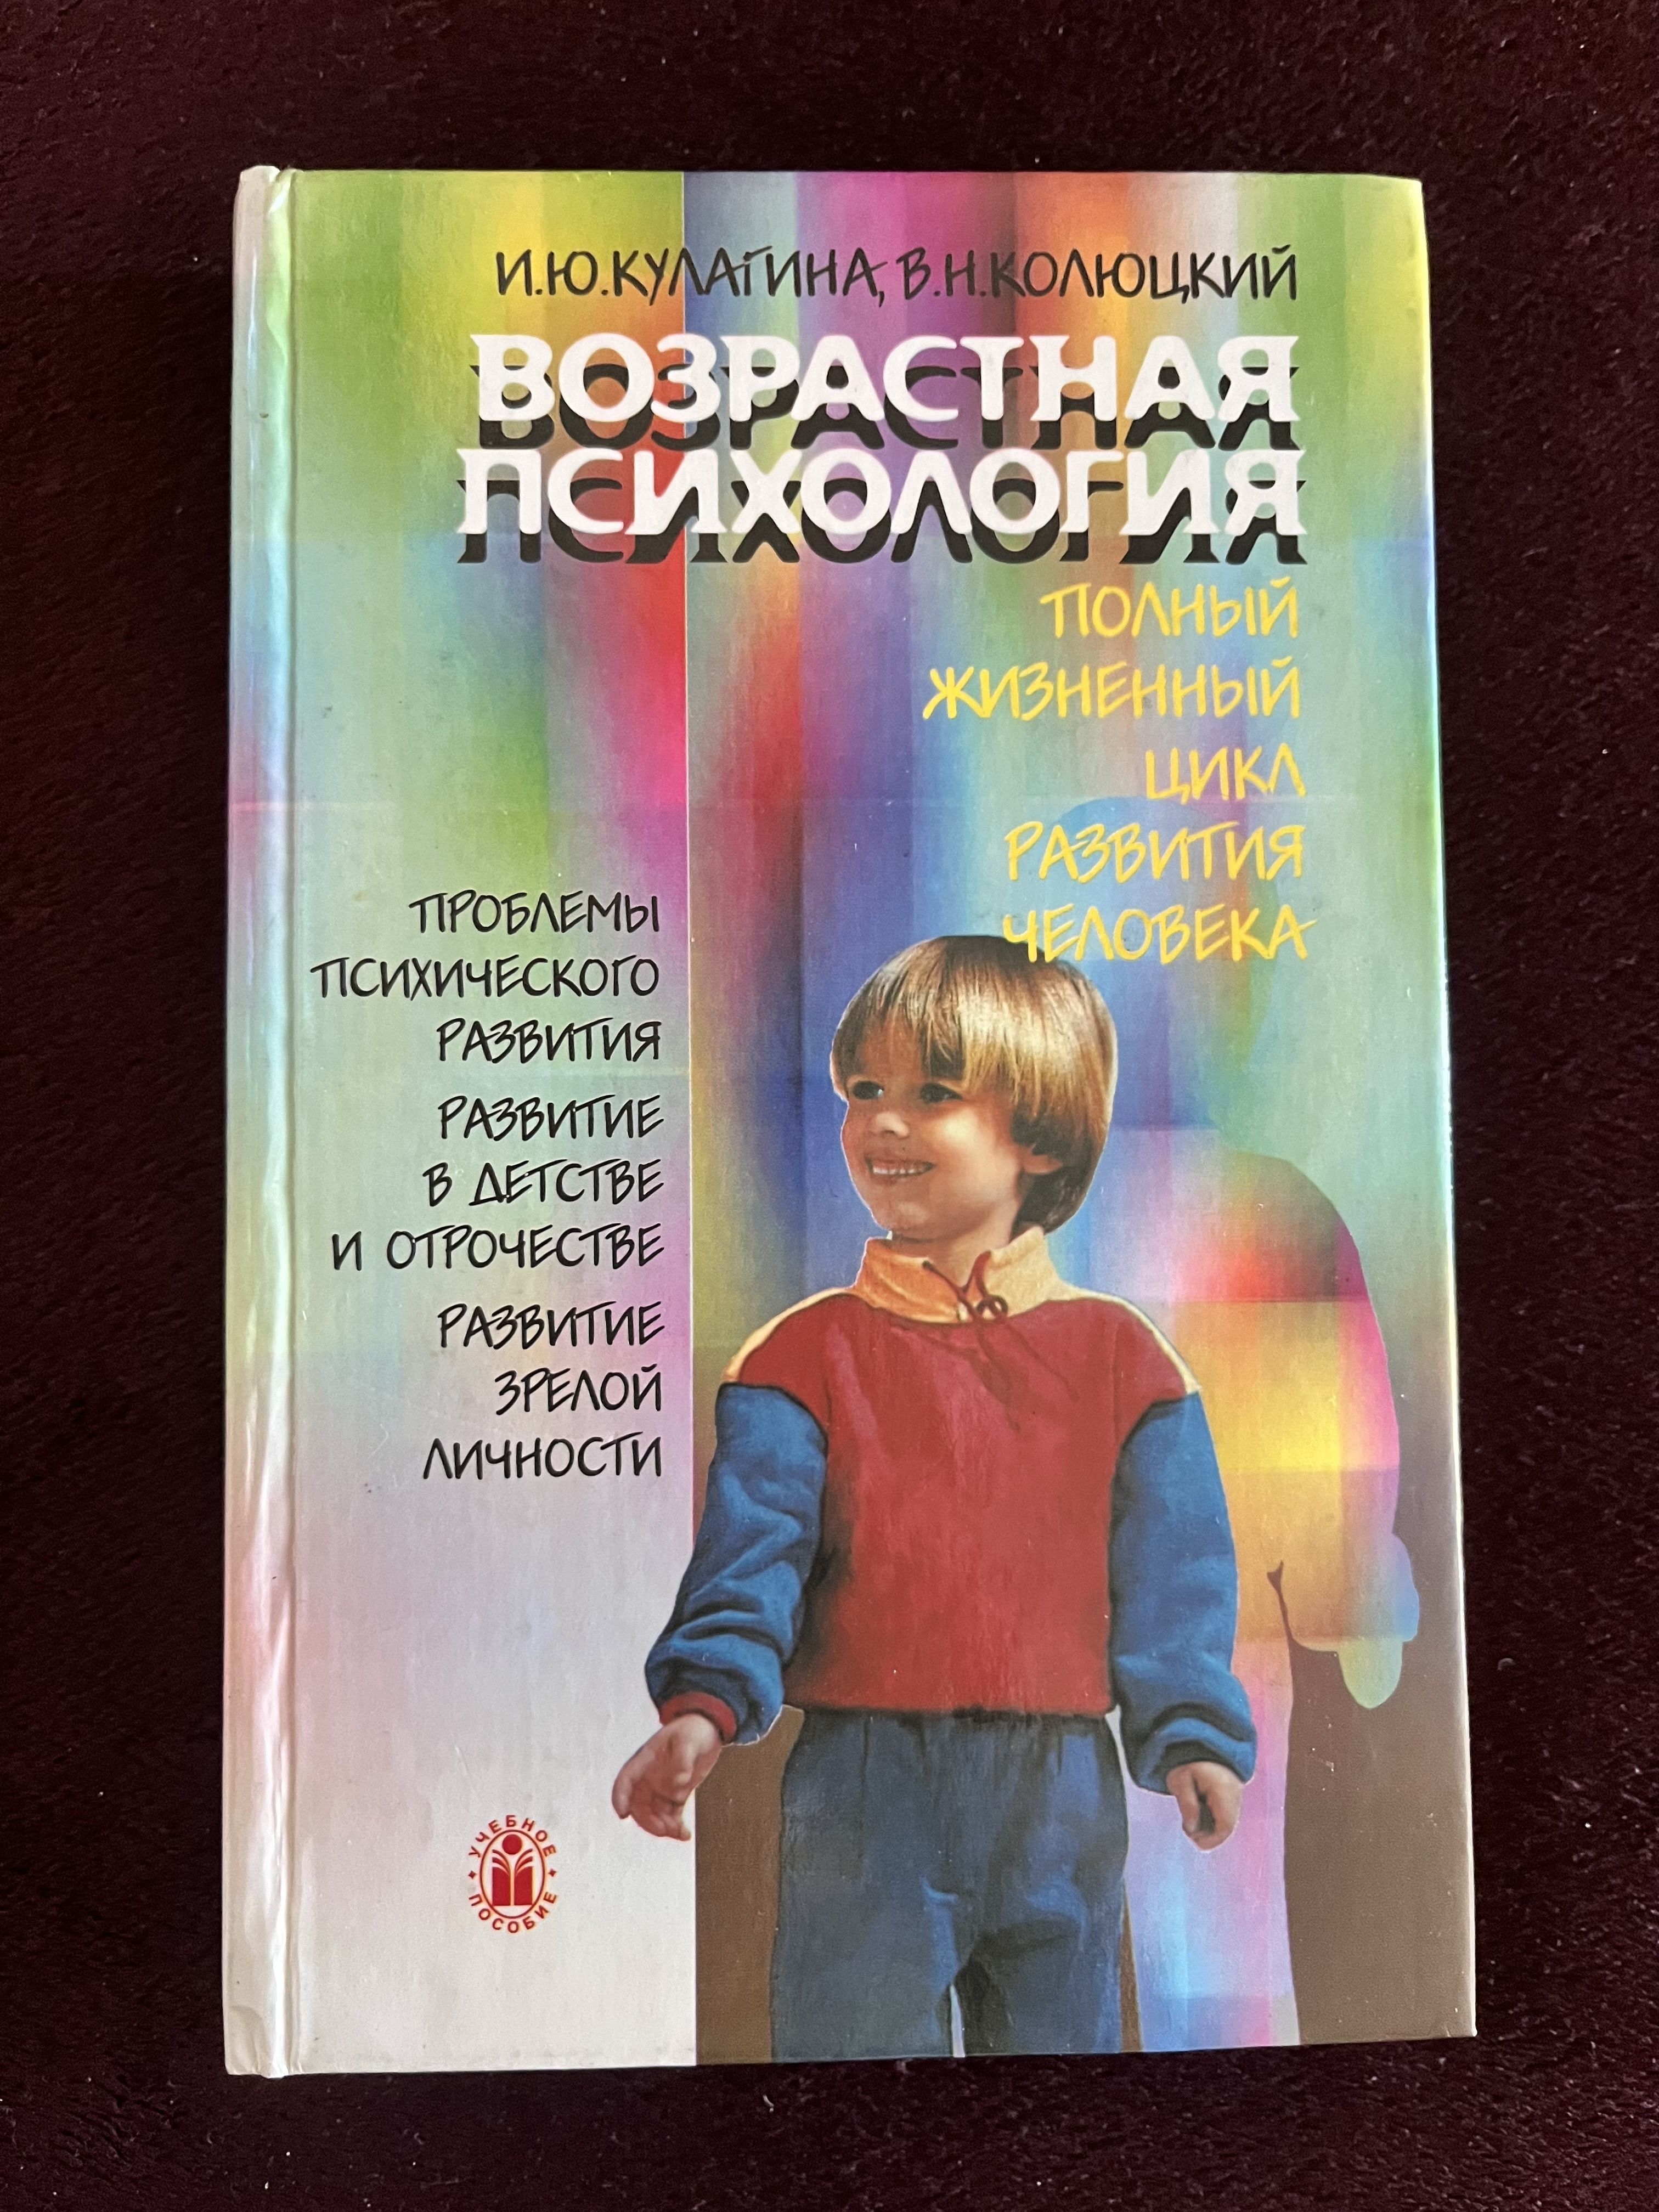 И.Ю.КУЛАГИНА, В.Н.КОЛЮЦКИЙ
ВОЗРАСТНАЯ
ПСИХОЛОГИЯ
ПОЛНЫЙ
ЖИЗНЕННЫЙ
ЦИКЛ
РАЗВИТИЯ
ЧЕЛОВЕКА
ПРОБЛЕМЫ
ПСИХИЧЕСКОГО
РАЗВИТИЯ
РАЗВИТИЕ
В ДЕТСТВЕ
И ОТРОЧЕСТВЕ
РАЗВИТИЕ
ЗРЕЛОЙ
ЛИЧНОСТИ
УЧЕБНОЕ
ПОСОБИЕ